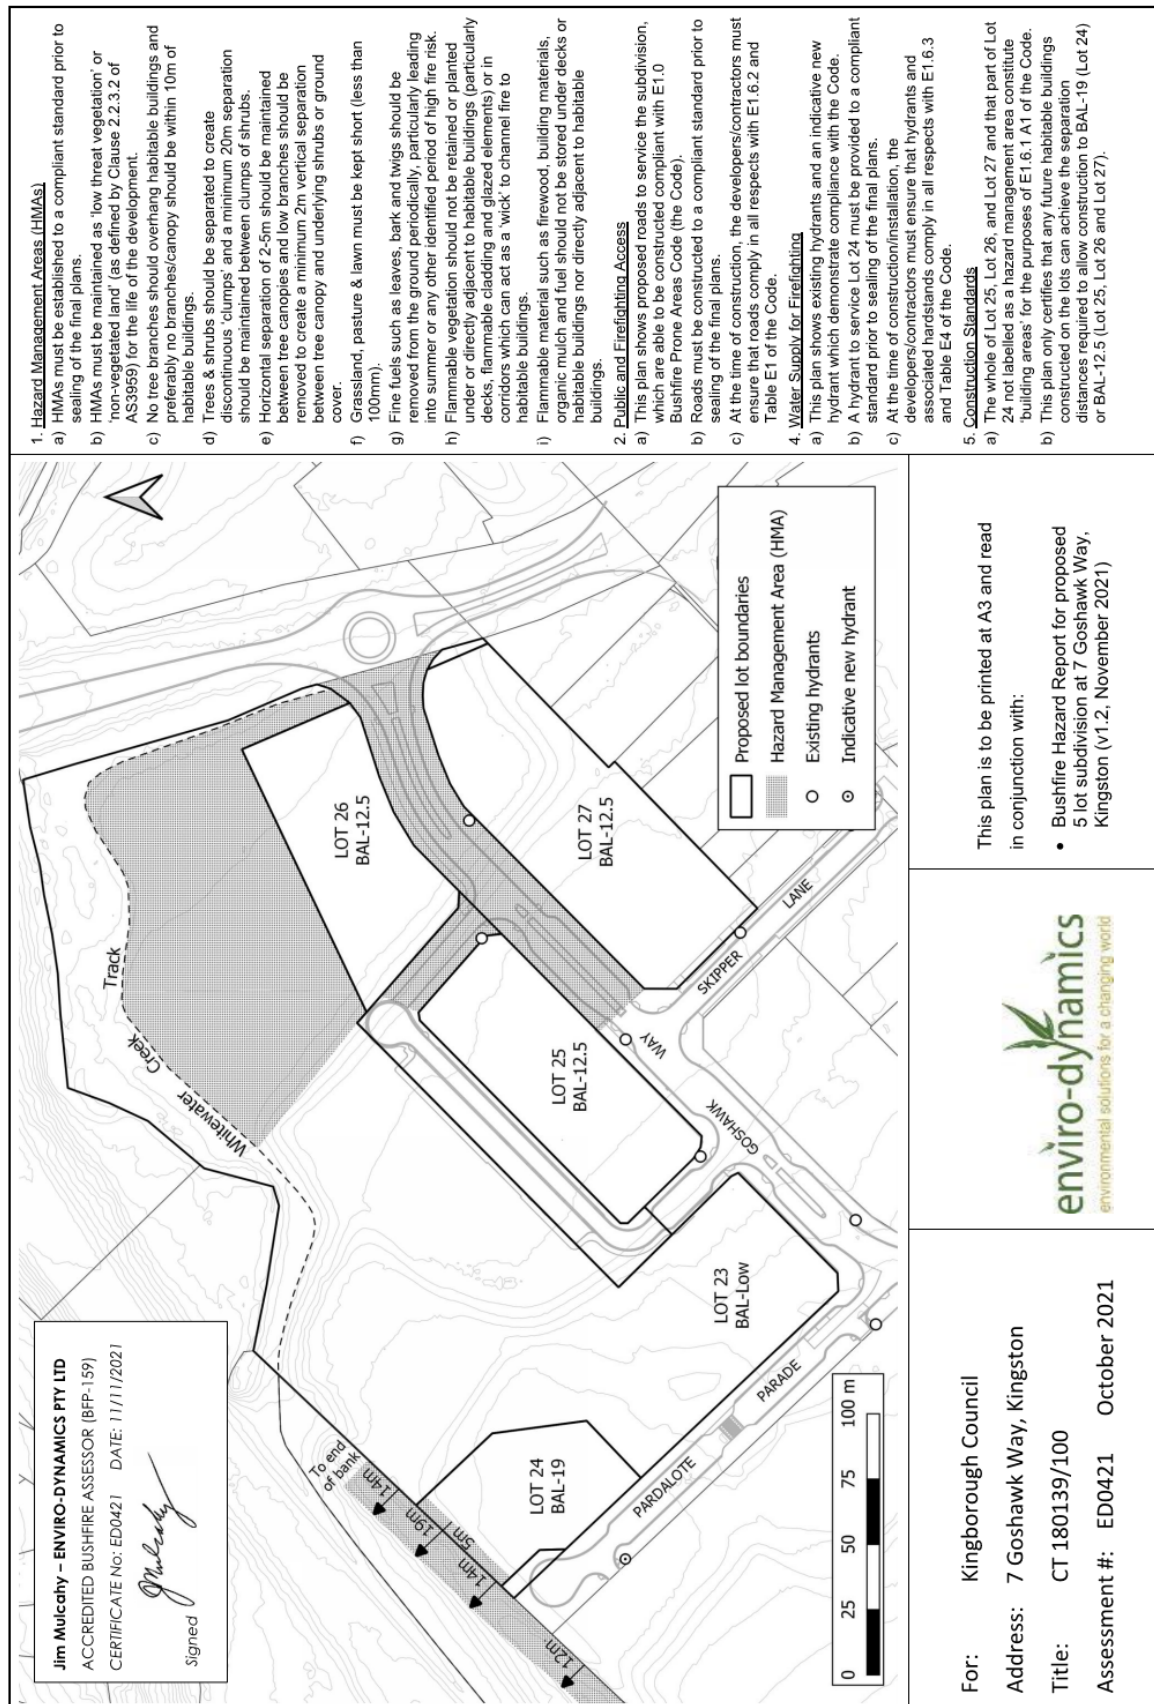 Jim Mulcahy – ENVIRO-DYNAMICS PTY LTD
ACCREDITED BUSHFIRE ASSESSOR (BFP-159)
CERTIFICATE No: ED0421 DATE: 11/11/2021
Signed
To end
of bank
14m
19m
5m
14m
12m
Whitewater Creek Track
LOT 24
BAL-19
LOT 23
BAL-Low
LOT 25
BAL-12.5
LOT 26
BAL-12.5
LOT 27
BAL-12.5
PARDALOTE PARADE
GOSHAWK WAY
SKIPPER LANE
0 25 50 75 100 m
Proposed lot boundaries
Hazard Management Area (HMA)
Existing hydrants
Indicative new hydrant
1. Hazard Management Areas (HMAs)
a) HMAs must be established to a compliant standard prior to
sealing of the final plans.
b) HMAs must be maintained as 'low threat vegetation' or
'non-vegetated land' (as defined by Clause 2.2.3.2 of
AS3959) for the life of the development.
c) No tree branches should overhang habitable buildings and
preferably no branches/canopy should be within 10m of
habitable buildings.
d) Trees & shrubs should be separated to create
discontinuous 'clumps' and a minimum 20m separation
should be maintained between clumps of shrubs.
e) Horizontal separation of 2-5m should be maintained
between tree canopies and low branches should be
removed to create a minimum 2m vertical separation
between tree canopy and underlying shrubs or ground
cover.
f) Grassland, pasture & lawn must be kept short (less than
100mm).
g) Fine fuels such as leaves, bark and twigs should be
removed from the ground periodically, particularly leading
into summer or any other identified period of high fire risk.
h) Flammable vegetation should not be retained or planted
under or directly adjacent to habitable buildings (particularly
decks, flammable cladding and glazed elements) or in
corridors which can act as a 'wick' to channel fire to
habitable buildings.
i) Flammable material such as firewood, building materials,
organic mulch and fuel should not be stored under decks or
habitable buildings nor directly adjacent to habitable
buildings.
2. Public and Firefighting Access
a) This plan shows proposed roads to service the subdivision,
which are able to be constructed compliant with E1.0
Bushfire Prone Areas Code (the Code).
b) Roads must be constructed to a compliant standard prior to
sealing of the final plans.
c) At the time of construction, the developers/contractors must
ensure that roads comply in all respects with E1.6.2 and
Table E1 of the Code.
4. Water Supply for Firefighting
a) This plan shows existing hydrants and an indicative new
hydrant which demonstrate compliance with the Code.
b) A hydrant to service Lot 24 must be provided to a compliant
standard prior to sealing of the final plans.
c) At the time of construction/installation, the
developers/contractors must ensure that hydrants and
associated hardstands comply in all respects with E1.6.3
and Table E4 of the Code.
5. Construction Standards
a) The whole of Lot 25, Lot 26, and Lot 27 and that part of Lot
24 not labelled as a hazard management area constitute
'building areas' for the purposes of E1.6.1 A1 of the Code.
b) This plan only certifies that any future habitable buildings
constructed on the lots can achieve the separation
distances required to allow construction to BAL-19 (Lot 24)
or BAL-12.5 (Lot 25, Lot 26 and Lot 27).
For: Kingborough Council
Address: 7 Goshawk Way, Kingston
Title: CT 180139/100
Assessment #: ED0421 October 2021
enviro-dynamics
environmental solutions for a changing world
This plan is to be printed at A3 and read
in conjunction with:
• Bushfire Hazard Report for proposed
5 lot subdivision at 7 Goshawk Way,
Kingston (v1.2, November 2021)